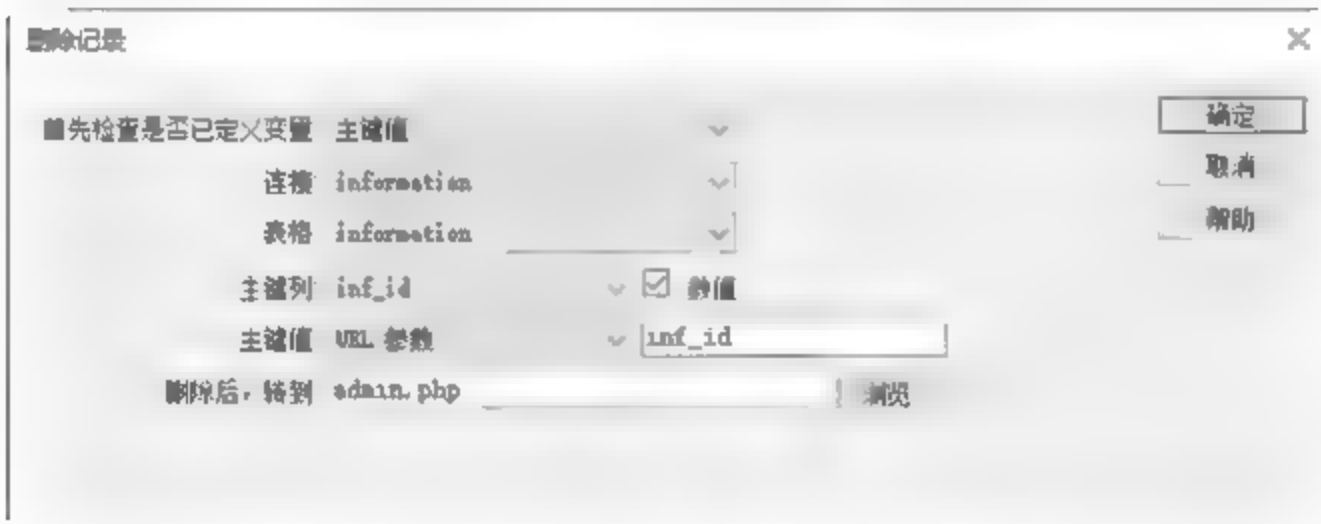 删除记录
首先检查是否已定义变量 主键值
确定
连接 information
取消
表格 information
帮助
主键列 inf_id 数值
主键值 URL 参数 inf_id
删除后,转到 admin.php 浏览